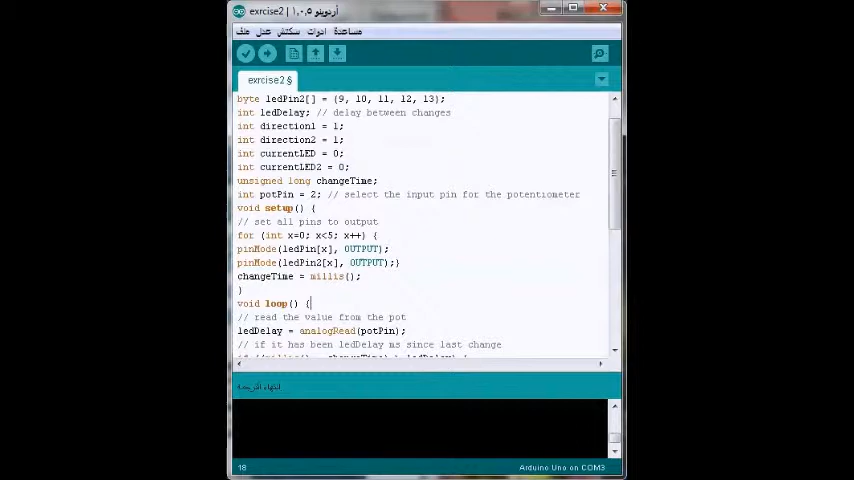 exrcise2 | أردوينو ١,٠,٥
ملف عدل سكتش ادوات مساعدة
exrcise2 §
byte ledPin2[] = {9, 10, 11, 12, 13};
int ledDelay; // delay between changes
int direction1 = 1;
int direction2 = 1;
int currentLED = 0;
int currentLED2 = 0;
unsigned long changeTime;
int potPin = 2; // select the input pin for the potentiometer
void setup() {
// set all pins to output
for (int x=0; x<5; x++) {
pinMode(ledPin[x], OUTPUT);
pinMode(ledPin2[x], OUTPUT);}
changeTime = millis();
}
void loop() {
// read the value from the pot
ledDelay = analogRead(potPin);
// if it has been ledDelay ms since last change
18
Arduino Uno on COM3